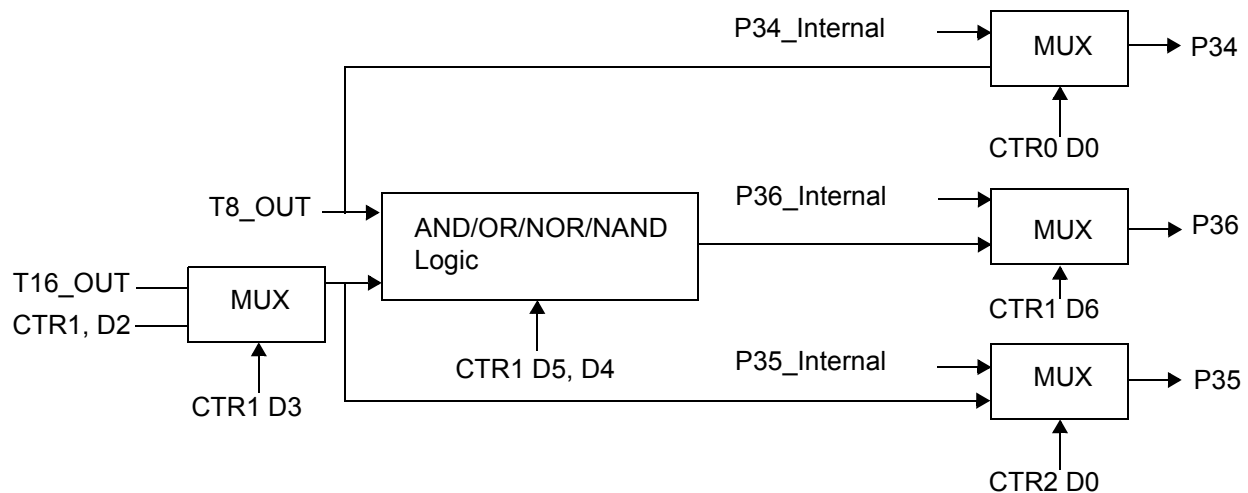 P34_Internal
MUX
P34
CTR0 D0
T8_OUT
AND/OR/NOR/NAND
Logic
P36_Internal
MUX
P36
CTR1 D6
T16_OUT
CTR1, D2
MUX
CTR1 D3
CTR1 D5, D4
P35_Internal
MUX
P35
CTR2 D0